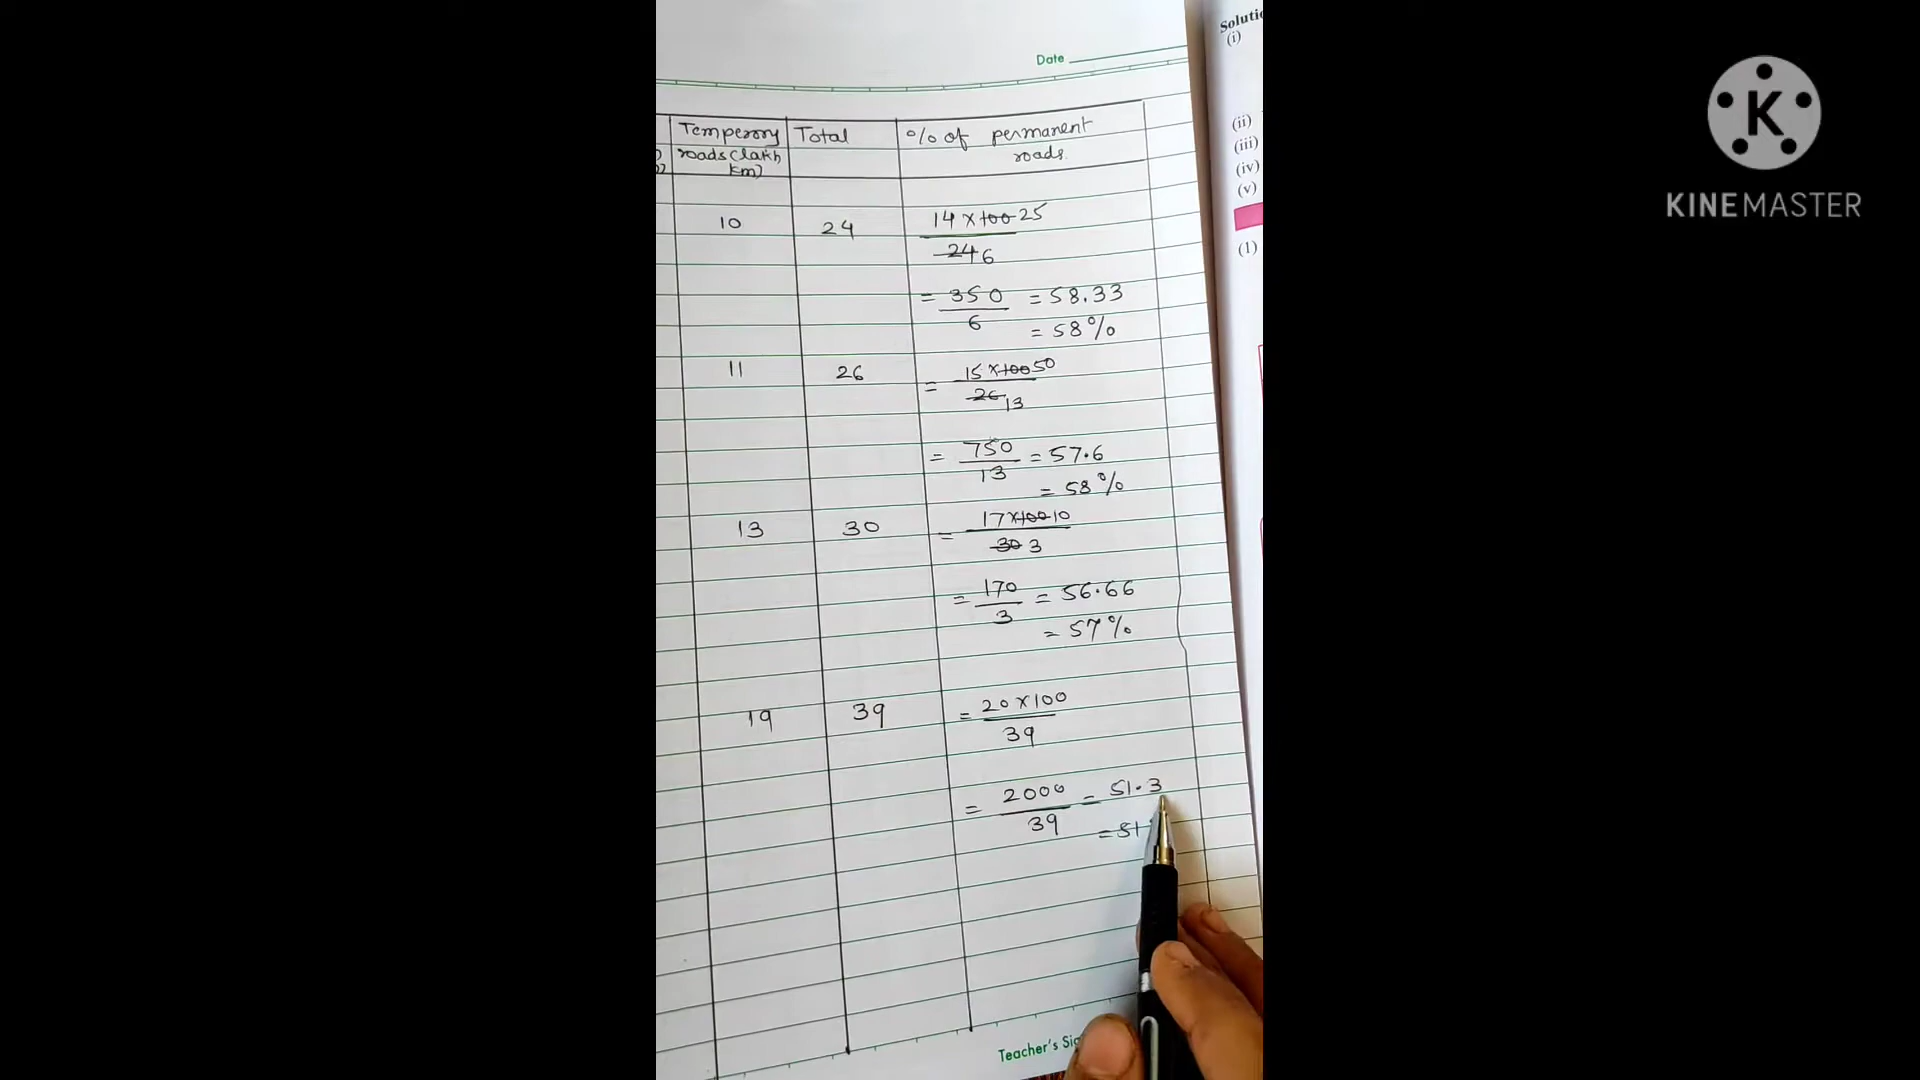 Date
Temperory Total % of permanent
roads (lakh roads.
km)
10 24 14 x 100 25
24 6
= 350 = 58.33
6
= 58%
11 26 = 15 x 100 50
26 13
= 750 = 57.6
13
= 58%
13 30 = 17 x 100 10
30 3
= 170 = 56.66
3
= 57%
19 39 = 20 x 100
39
= 2000 = 51.3
39
= 51
Teacher's
(i)
(ii)
(iii)
(iv)
(v)
(1)
K
KINEMASTER